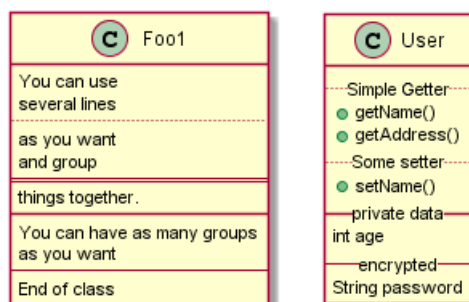 C Foo1
You can use
several lines
as you want
and group
things together.
You can have as many groups
as you want
End of class
C User
Simple Getter
getName()
getAddress()
Some setter
setName()
private data
int age
encrypted
String password